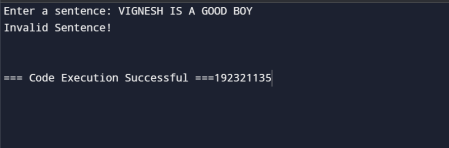 Enter a sentence: VIGNESH IS A GOOD BOY
Invalid Sentence!
=== Code Execution Successful ===192321135